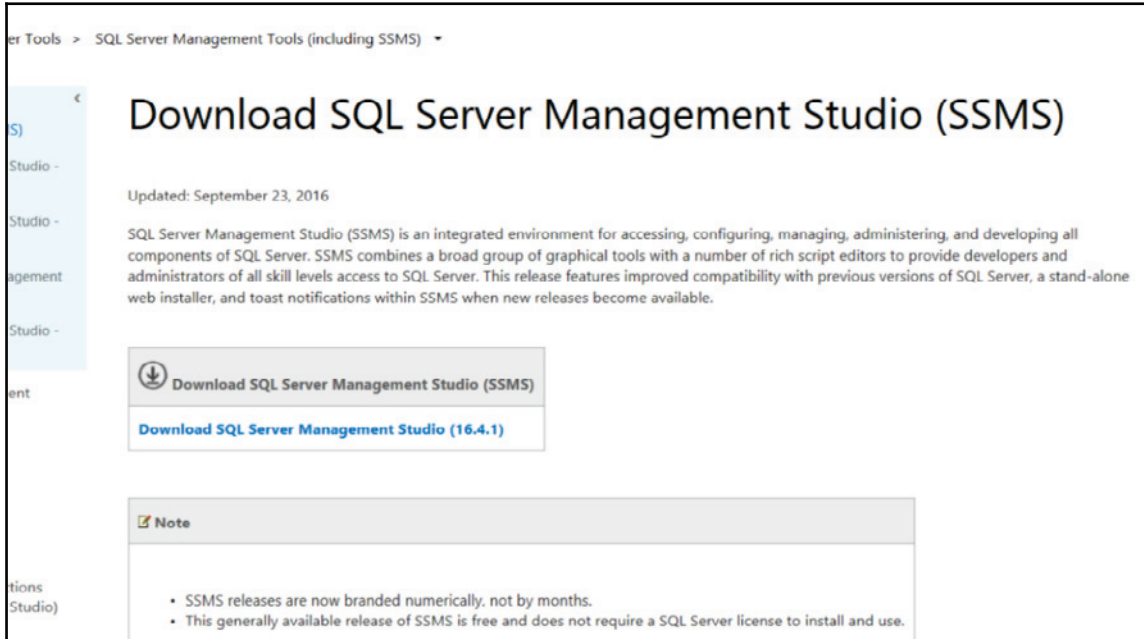 er Tools > SQL Server Management Tools (including SSMS)
IS)
Studio -
Studio -
agement
Studio -
ent
tions
Studio)
Download SQL Server Management Studio (SSMS)
Updated: September 23, 2016
SQL Server Management Studio (SSMS) is an integrated environment for accessing, configuring, managing, administering, and developing all
components of SQL Server. SSMS combines a broad group of graphical tools with a number of rich script editors to provide developers and
administrators of all skill levels access to SQL Server. This release features improved compatibility with previous versions of SQL Server, a stand-alone
web installer, and toast notifications within SSMS when new releases become available.
Download SQL Server Management Studio (SSMS)
Download SQL Server Management Studio (16.4.1)
Note
• SSMS releases are now branded numerically, not by months.
• This generally available release of SSMS is free and does not require a SQL Server license to install and use.